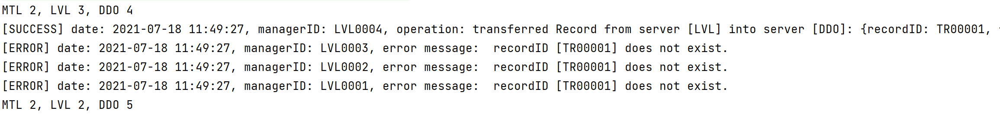 MTL 2, LVL 3, DDO 4
[SUCCESS] date: 2021-07-18 11:49:27, managerID: LVL0004, operation: transferred Record from server [LVL] into server [DDO]: {recordID: TR00001,
[ERROR] date: 2021-07-18 11:49:27, managerID: LVL0003, error message:  recordID [TR00001] does not exist.
[ERROR] date: 2021-07-18 11:49:27, managerID: LVL0002, error message:  recordID [TR00001] does not exist.
[ERROR] date: 2021-07-18 11:49:27, managerID: LVL0001, error message:  recordID [TR00001] does not exist.
MTL 2, LVL 2, DDO 5